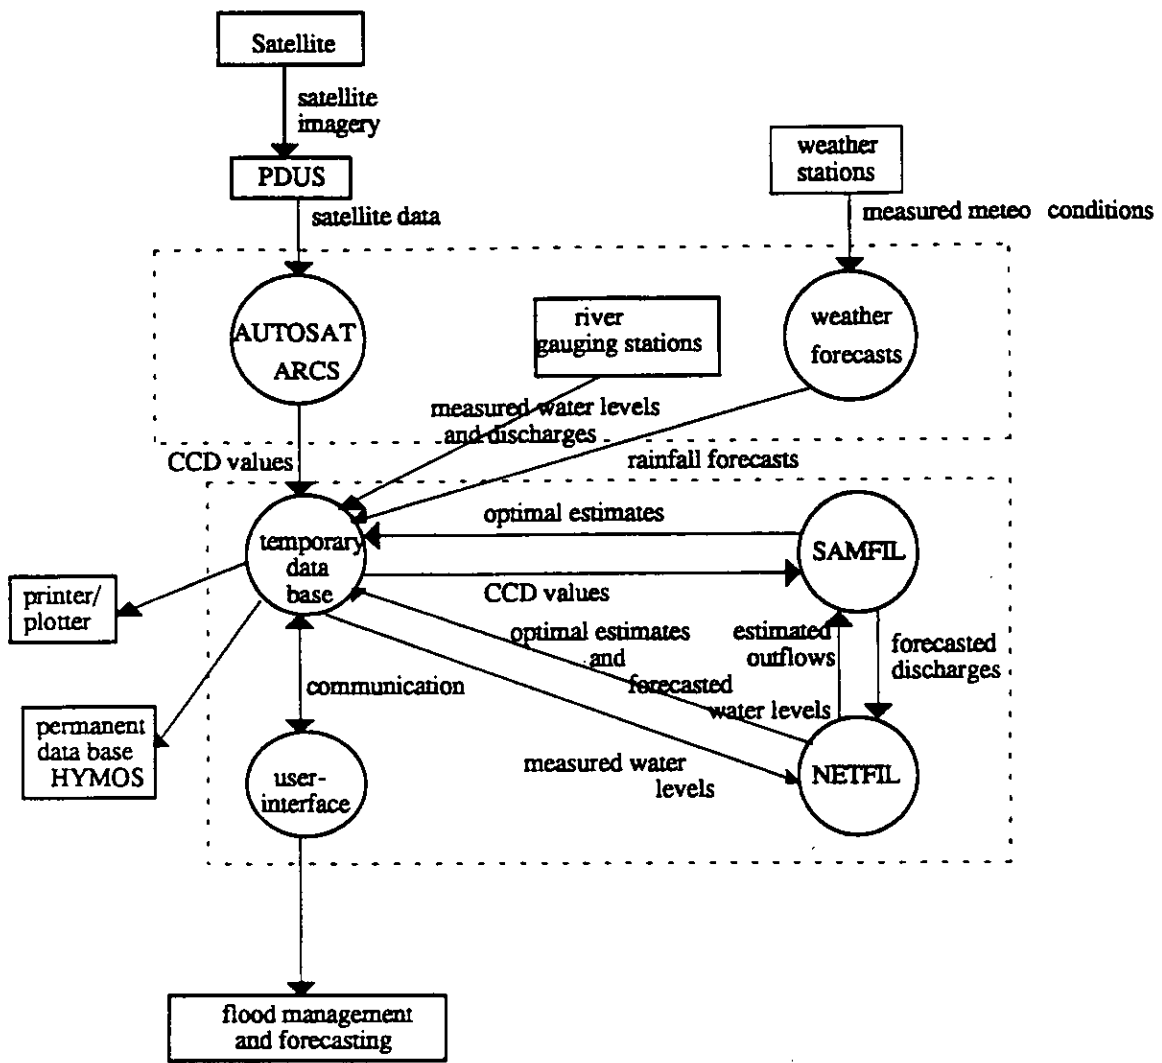 Satellite
satellite
imagery
PDUS
satellite data
weather
stations
measured meteo conditions
AUTOSAT
ARCS
river
gauging stations
weather
forecasts
measured water levels
and discharges
CCD values
rainfall forecasts
optimal estimates
temporary
data
base
SAMFIL
CCD values
printer/
plotter
optimal estimates
and
forecasted
water levels
estimated
outflows
forecasted
discharges
communication
permanent
data base
HYMOS
user-
interface
measured water
levels
NETFIL
flood management
and forecasting